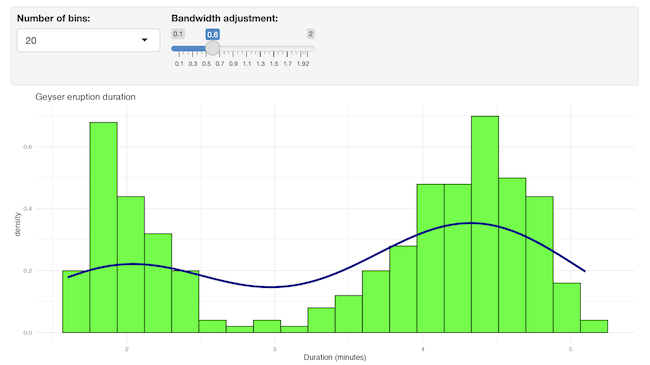 Number of bins:
Bandwidth adjustment:
20
0.1 0.6 2
0.1 0.3 0.5 0.7 0.9 1.1 1.3 1.5 1.7 1.92
Geyser eruption duration
density
0.6
0.4
0.2
0.0
2 3 4 5
Duration (minutes)